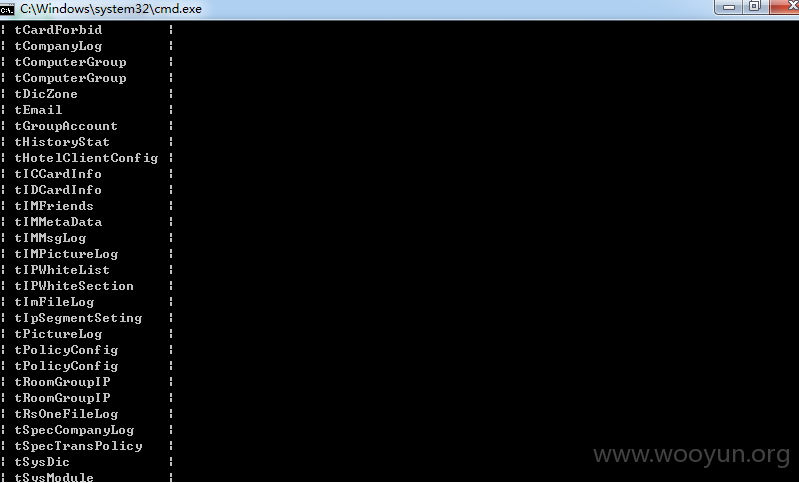 C:\Windows\system32\cmd.exe
¦ tCardForbid ¦
¦ tCompanyLog ¦
¦ tComputerGroup ¦
¦ tComputerGroup ¦
¦ tDicZone ¦
¦ tEmail ¦
¦ tGroupAccount ¦
¦ tHistoryStat ¦
¦ tHotelClientConfig ¦
¦ tICCardInfo ¦
¦ tIDCardInfo ¦
¦ tIMFriends ¦
¦ tIMMetaData ¦
¦ tIMMsgLog ¦
¦ tIMPictureLog ¦
¦ tIPWhiteList ¦
¦ tIPWhiteSection ¦
¦ tImFileLog ¦
¦ tIpSegmentSeting ¦
¦ tPictureLog ¦
¦ tPolicyConfig ¦
¦ tPolicyConfig ¦
¦ tRoomGroupIP ¦
¦ tRoomGroupIP ¦
¦ tRsOneFileLog ¦
¦ tSpecCompanyLog ¦
¦ tSpecTransPolicy ¦
¦ tSysDic ¦
¦ tSysModule ¦
www.wooyun.org